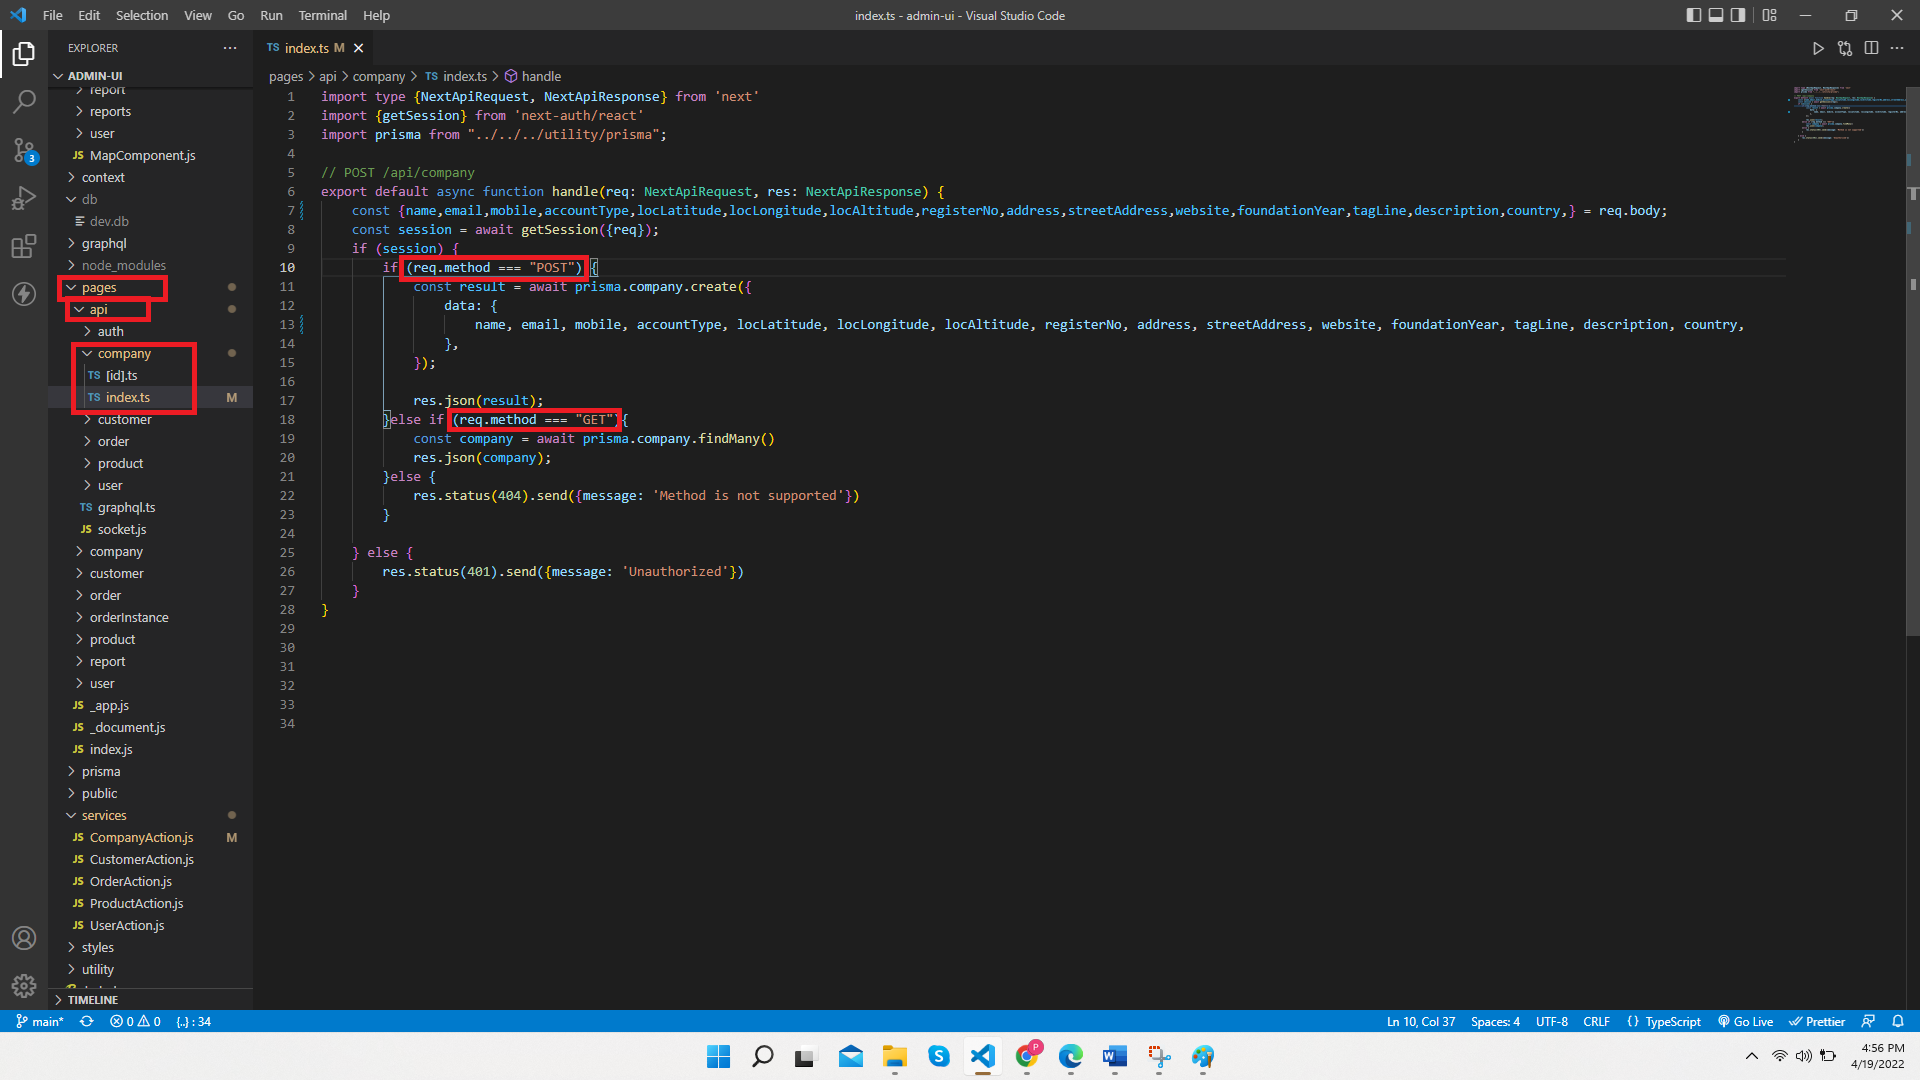 File Edit Selection View Go Run Terminal Help
index.ts - admin-ui - Visual Studio Code
EXPLORER
ADMIN-UI
report
reports
user
JS MapComponent.js
context
db
dev.db
graphql
node_modules
pages
api
auth
company
TS [id].ts
TS index.ts M
customer
order
product
user
TS graphql.ts
JS socket.js
company
customer
order
orderInstance
product
report
user
JS _app.js
JS _document.js
JS index.js
prisma
public
services
JS CompanyAction.js M
JS CustomerAction.js
JS OrderAction.js
JS ProductAction.js
JS UserAction.js
styles
utility
TIMELINE
3
TS index.ts M
pages > api > company > TS index.ts > handle
1 import type {NextApiRequest, NextApiResponse} from 'next'
2 import {getSession} from 'next-auth/react'
3 import prisma from "../../../utility/prisma";
4
5 // POST /api/company
6 export default async function handle(req: NextApiRequest, res: NextApiResponse) {
7 const {name,email,mobile,accountType,locLatitude,locLongitude,locAltitude,registerNo,address,streetAddress,website,foundationYear,tagLine,description,country,} = req.body;
8 const session = await getSession({req});
9 if (session) {
10 if (req.method === "POST") {
11 const result = await prisma.company.create({
12 data: {
13 name, email, mobile, accountType, locLatitude, locLongitude, locAltitude, registerNo, address, streetAddress, website, foundationYear, tagLine, description, country,
14 },
15 });
16
17 res.json(result);
18 }else if (req.method === "GET"){
19 const company = await prisma.company.findMany()
20 res.json(company);
21 }else {
22 res.status(404).send({message: 'Method is not supported'})
23 }
24
25 } else {
26 res.status(401).send({message: 'Unauthorized'})
27 }
28 }
29
30
31
32
33
34
main* 0 0 {..} : 34
Ln 10, Col 37 Spaces: 4 UTF-8 CRLF {} TypeScript Go Live Prettier
P
4:56 PM
4/19/2022